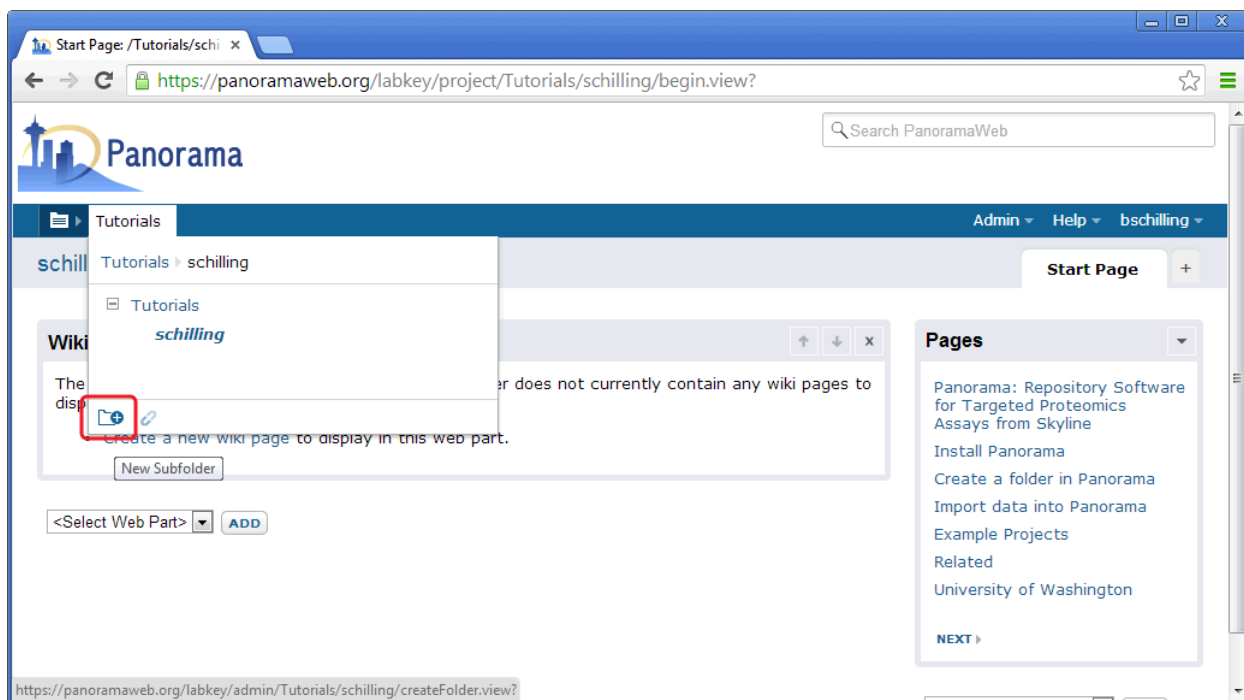 Start Page: /Tutorials/schi
https://panoramaweb.org/labkey/project/Tutorials/schilling/begin.view?
Panorama
Search PanoramaWeb
Tutorials
Admin Help bschilling
schill
Tutorials schilling
Start Page +
Tutorials
schilling
Wiki
x
Pages
The er does not currently contain any wiki pages to
disp
Create a new wiki page to display in this web part.
New Subfolder
<Select Web Part> ADD
Panorama: Repository Software
for Targeted Proteomics
Assays from Skyline
Install Panorama
Create a folder in Panorama
Import data into Panorama
Example Projects
Related
University of Washington
NEXT
https://panoramaweb.org/labkey/admin/Tutorials/schilling/createFolder.view?